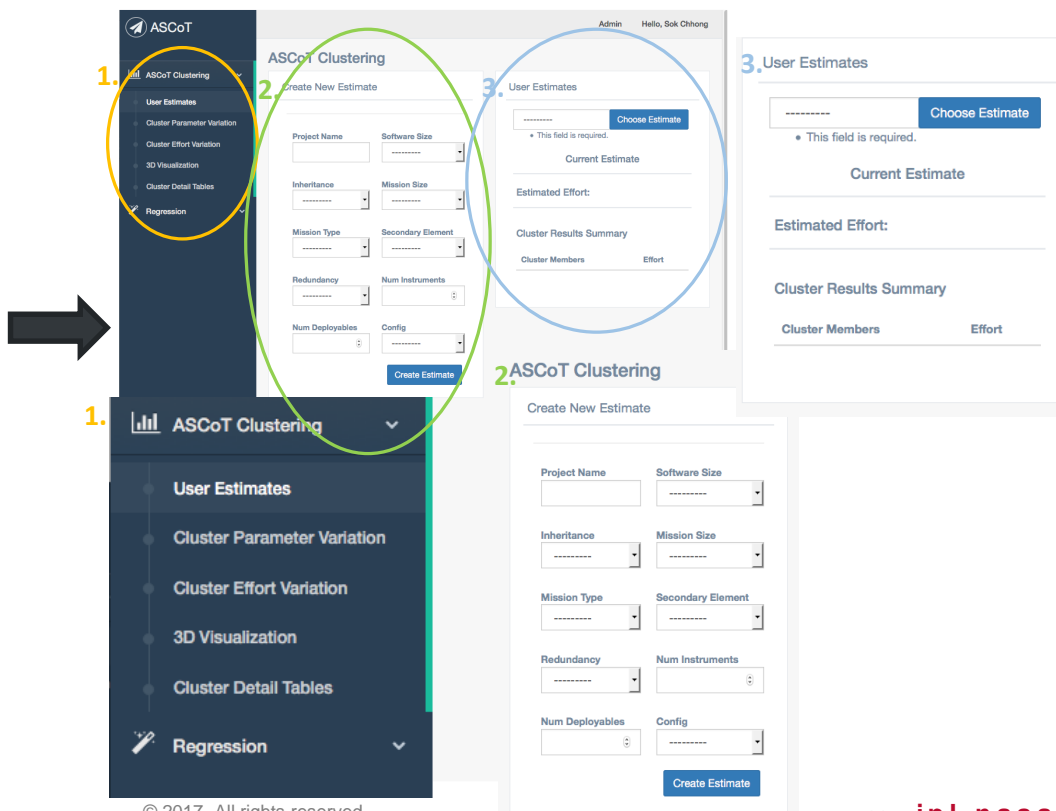 ASCoT
Admin Hello, Sok Chhong
ASCoT Clustering
1.
ASCoT Clustering
User Estimates
Cluster Parameter Variation
Cluster Effort Variation
3D Visualization
Cluster Detail Tables
Regression
2.
Create New Estimate
Project Name Software Size
---------
Inheritance Mission Size
--------- ---------
Mission Type Secondary Element
--------- ---------
Redundancy Num Instruments
---------
Num Deployables Config
---------
Create Estimate
3.
User Estimates
--------- Choose Estimate
• This field is required.
Current Estimate
Estimated Effort:
Cluster Results Summary
Cluster Members Effort
3. User Estimates
--------- Choose Estimate
• This field is required.
Current Estimate
Estimated Effort:
Cluster Results Summary
Cluster Members Effort
1.
ASCoT Clustering
User Estimates
Cluster Parameter Variation
Cluster Effort Variation
3D Visualization
Cluster Detail Tables
Regression
2. ASCoT Clustering
Create New Estimate
Project Name Software Size
---------
Inheritance Mission Size
--------- ---------
Mission Type Secondary Element
--------- ---------
Redundancy Num Instruments
---------
Num Deployables Config
---------
Create Estimate
© 2017. All rights reserved